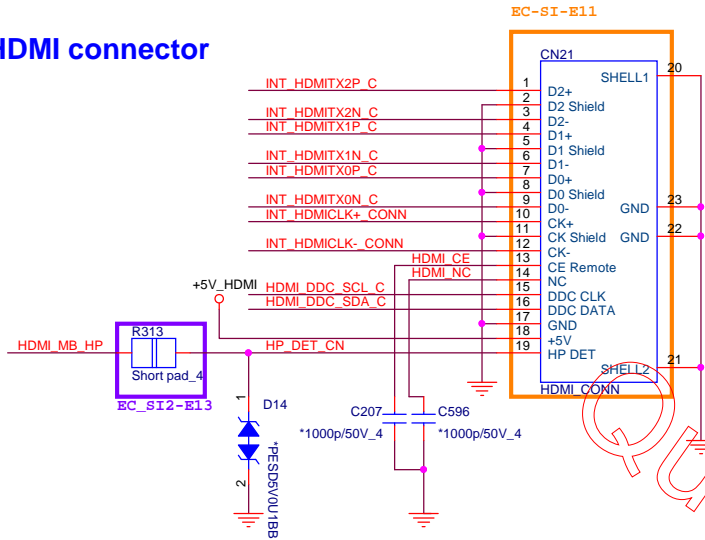 EC-SI-E11
HDMI connector
CN21
20
SHELL1
INT_HDMITX2P_C
1
D2+
2
D2 Shield
INT_HDMITX2N_C
3
D2-
INT_HDMITX1P_C
4
D1+
5
D1 Shield
INT_HDMITX1N_C
6
D1-
INT_HDMITX0P_C
7
D0+
8
D0 Shield
INT_HDMITX0N_C
9
D0-
GND
23
INT_HDMICLK+_CONN
10
CK+
11
CK Shield
GND
22
INT_HDMICLK-_CONN
12
CK-
HDMI_CE
13
CE Remote
HDMI_NC
14
NC
+5V_HDMI
HDMI_DDC_SCL_C
15
DDC CLK
HDMI_DDC_SDA_C
16
DDC DATA
17
GND
18
+5V
HDMI_MB_HP
R313
HP_DET_CN
19
HP DET
Short pad_4
21
SHELL2
HDMI_CONN
EC_SI2-E13
1
D14
2
*PESD5V0U1BB
C207
*1000p/50V_4
C596
*1000p/50V_4
Qu